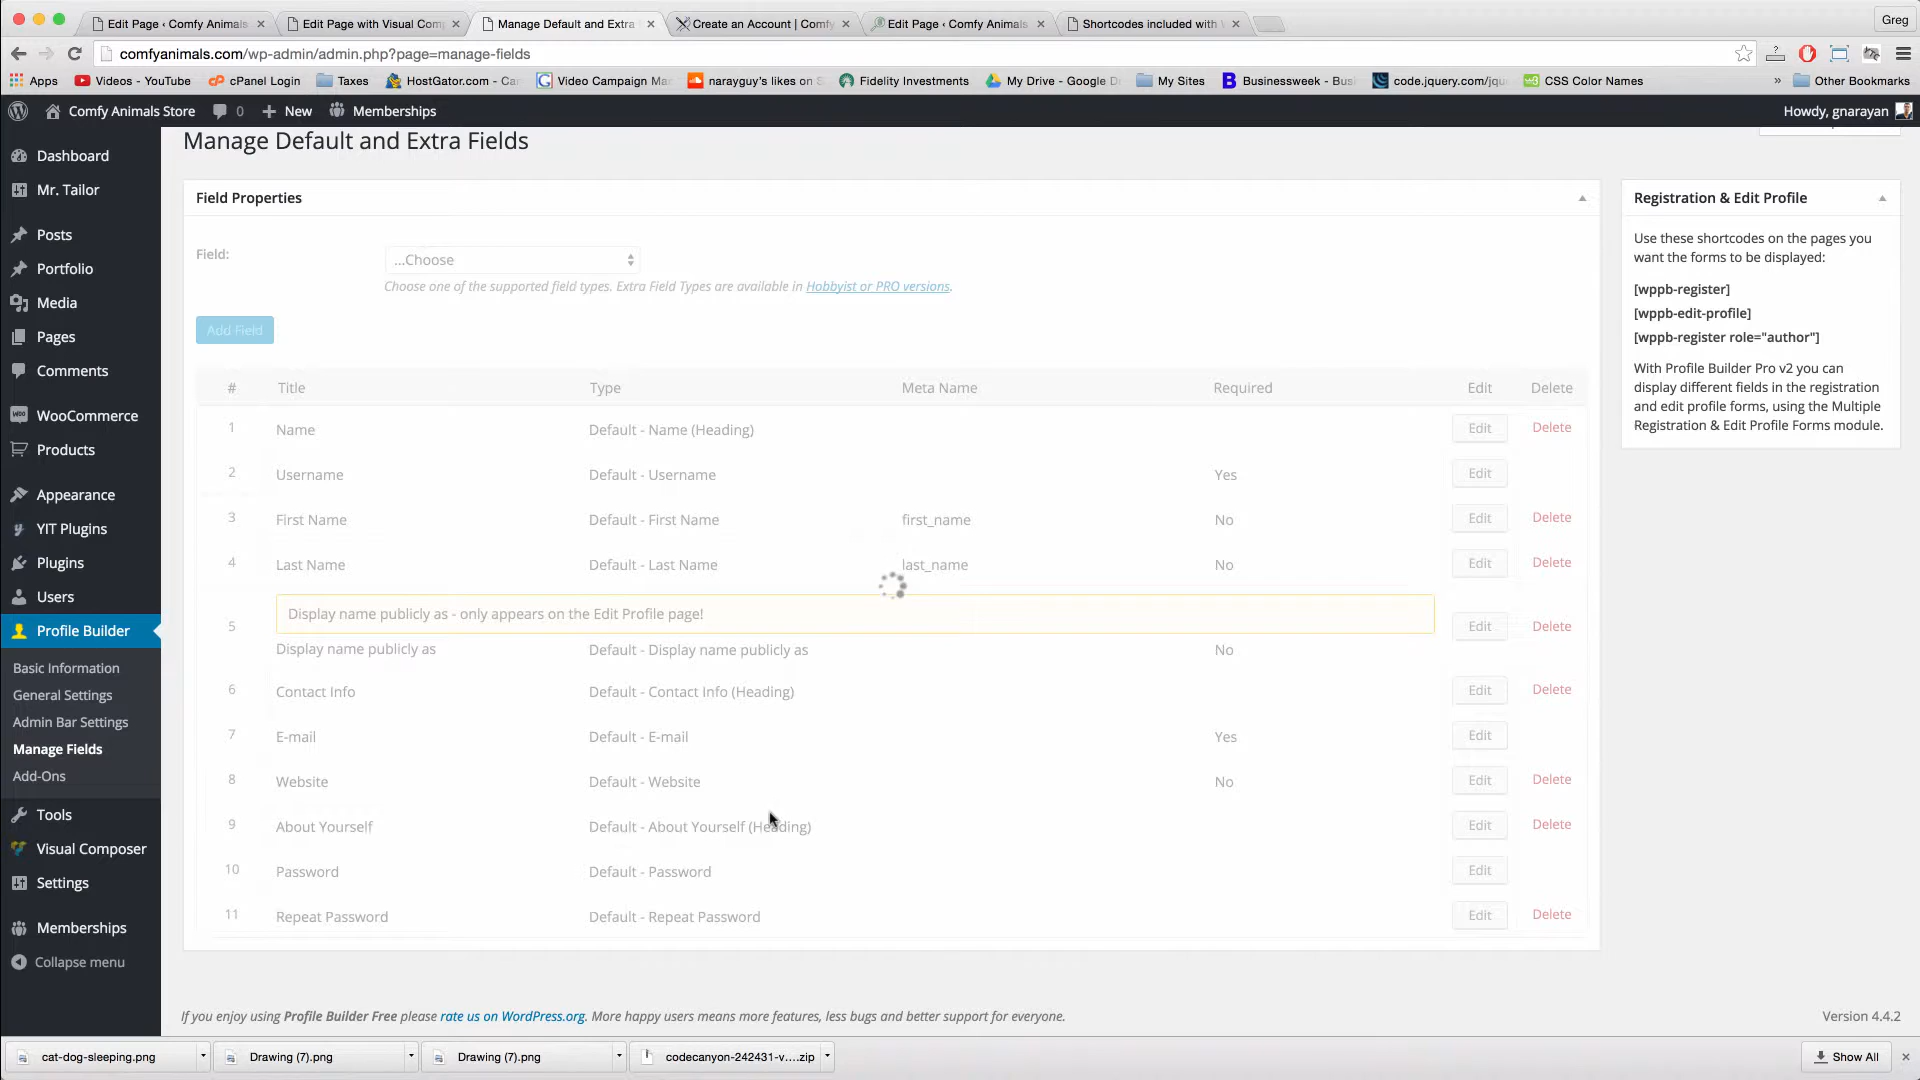 Edit Page ‹ Comfy Animals
Edit Page with Visual Com
Manage Default and Extra
Create an Account | Comfy
Edit Page ‹ Comfy Animals
Shortcodes included with
Greg
comfyanimals.com/wp-admin/admin.php?page=manage-fields
Apps
Videos - YouTube
cPanel Login
Taxes
HostGator.com - Ca
Video Campaign Ma
narayguy's likes on S
Fidelity Investments
My Drive - Google D
My Sites
Businessweek - Bus
code.jquery.com/jqu
CSS Color Names
»
Other Bookmarks
Comfy Animals Store
0
+ New
Memberships
Howdy, gnarayan
Dashboard
Mr. Tailor
Posts
Portfolio
Media
Pages
Comments
WooCommerce
Products
Appearance
YIT Plugins
Plugins
Users
Profile Builder
Basic Information
General Settings
Admin Bar Settings
Manage Fields
Add-Ons
Tools
Visual Composer
Settings
Memberships
Collapse menu
Manage Default and Extra Fields
Field Properties
Field:
...Choose
Choose one of the supported field types. Extra Field Types are available in Hobbyist or PRO versions.
Add Field
# Title Type Meta Name Required Edit Delete
1 Name Default - Name (Heading) Edit Delete
2 Username Default - Username Yes Edit
3 First Name Default - First Name first_name No Edit Delete
4 Last Name Default - Last Name last_name No Edit Delete
Display name publicly as - only appears on the Edit Profile page!
5 Edit Delete
Display name publicly as Default - Display name publicly as No
6 Contact Info Default - Contact Info (Heading) Edit Delete
7 E-mail Default - E-mail Yes Edit
8 Website Default - Website No Edit Delete
9 About Yourself Default - About Yourself (Heading) Edit Delete
10 Password Default - Password Edit
11 Repeat Password Default - Repeat Password Edit Delete
Registration & Edit Profile
Use these shortcodes on the pages you
want the forms to be displayed:
[wppb-register]
[wppb-edit-profile]
[wppb-register role="author"]
With Profile Builder Pro v2 you can
display different fields in the registration
and edit profile forms, using the Multiple
Registration & Edit Profile Forms module.
If you enjoy using Profile Builder Free please rate us on WordPress.org. More happy users means more features, less bugs and better support for everyone.
Version 4.4.2
cat-dog-sleeping.png
Drawing (7).png
Drawing (7).png
codecanyon-242431-v....zip
Show All